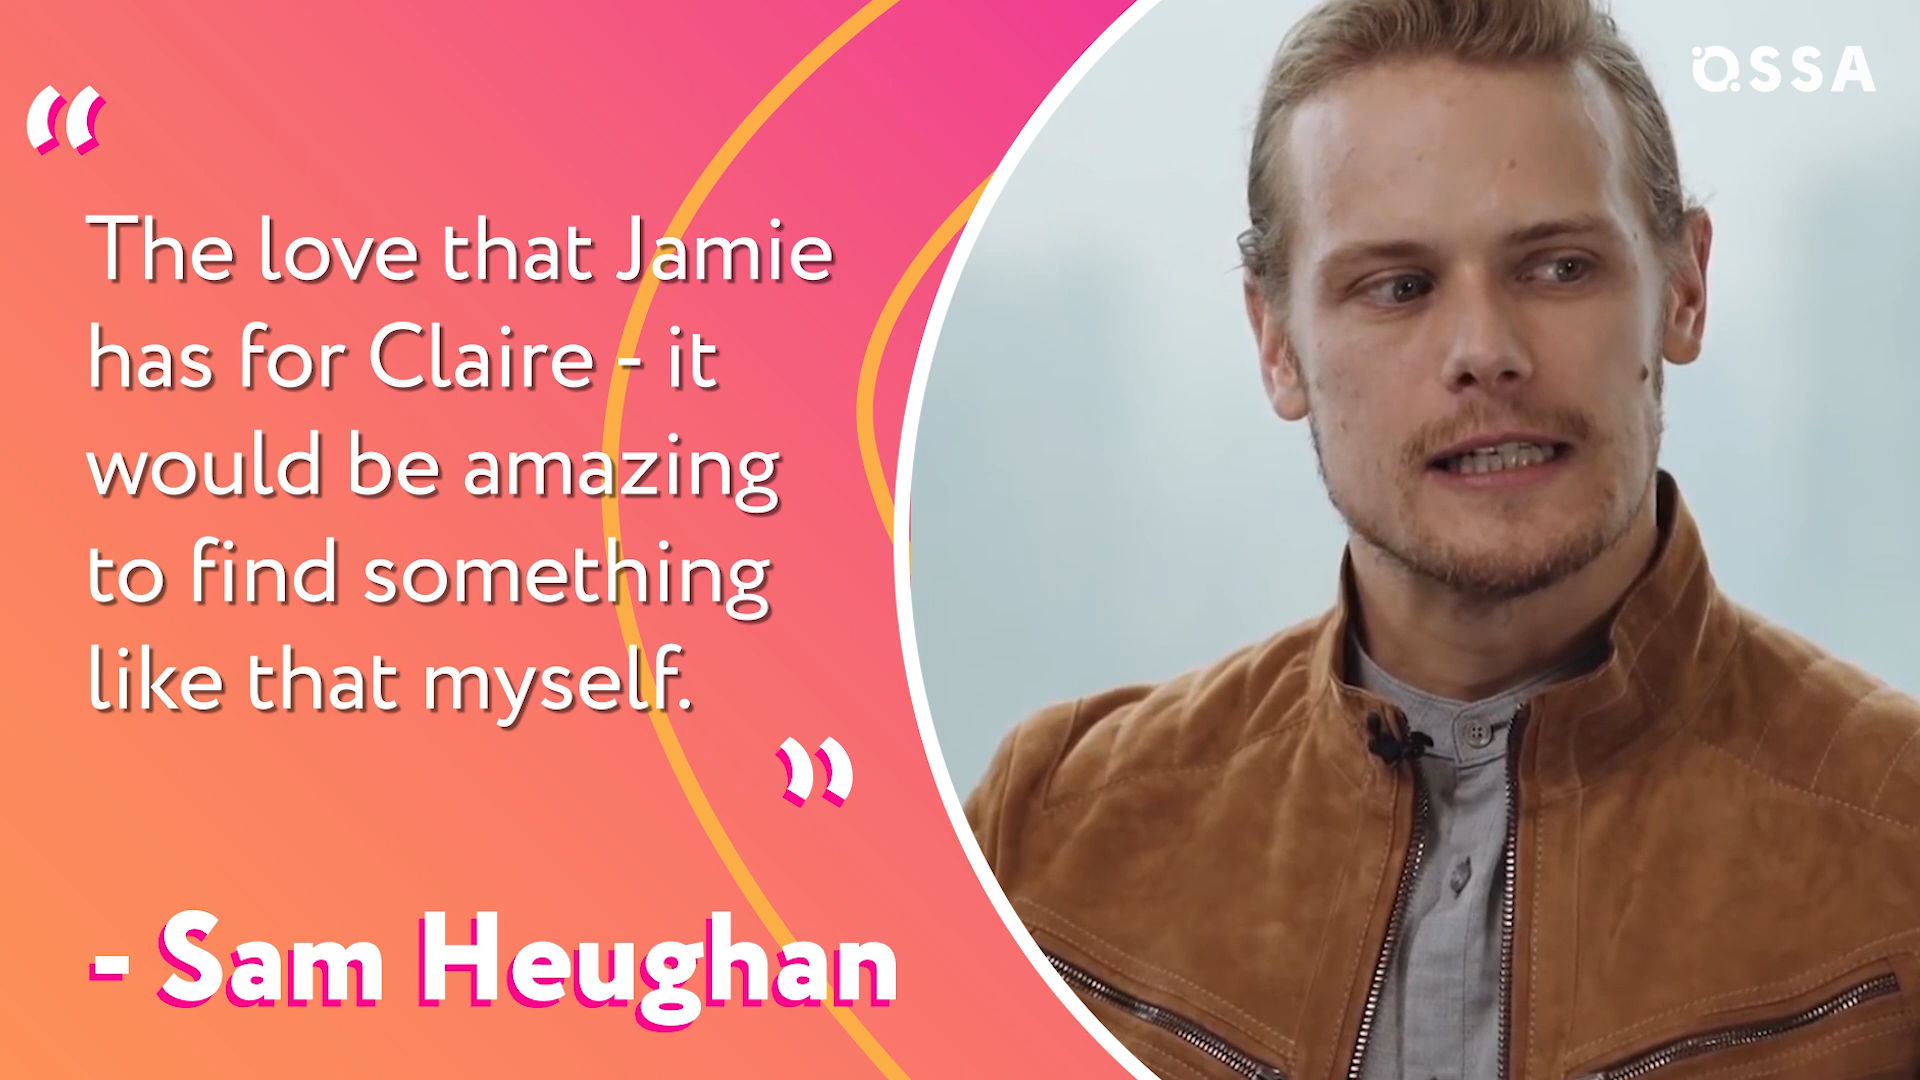 OSSA
“
The love that Jamie
has for Claire - it
would be amazing
to find something
like that myself.
”
- Sam Heughan